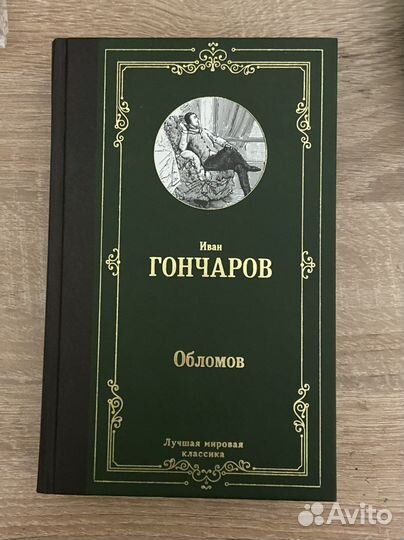 Иван
ГОНЧАРОВ
Обломов
Лучшая мировая
классика
Avito